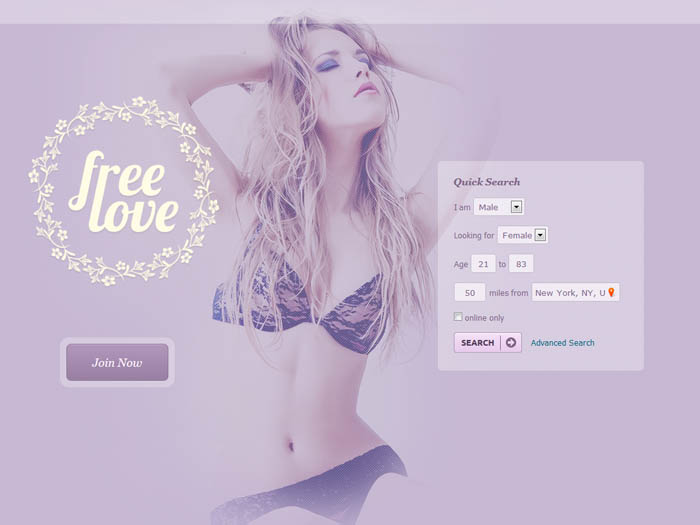 free
love
Join Now
Quick Search
I am Male
Looking for Female
Age 21 to 83
50 miles from New York, NY, U
online only
SEARCH Advanced Search